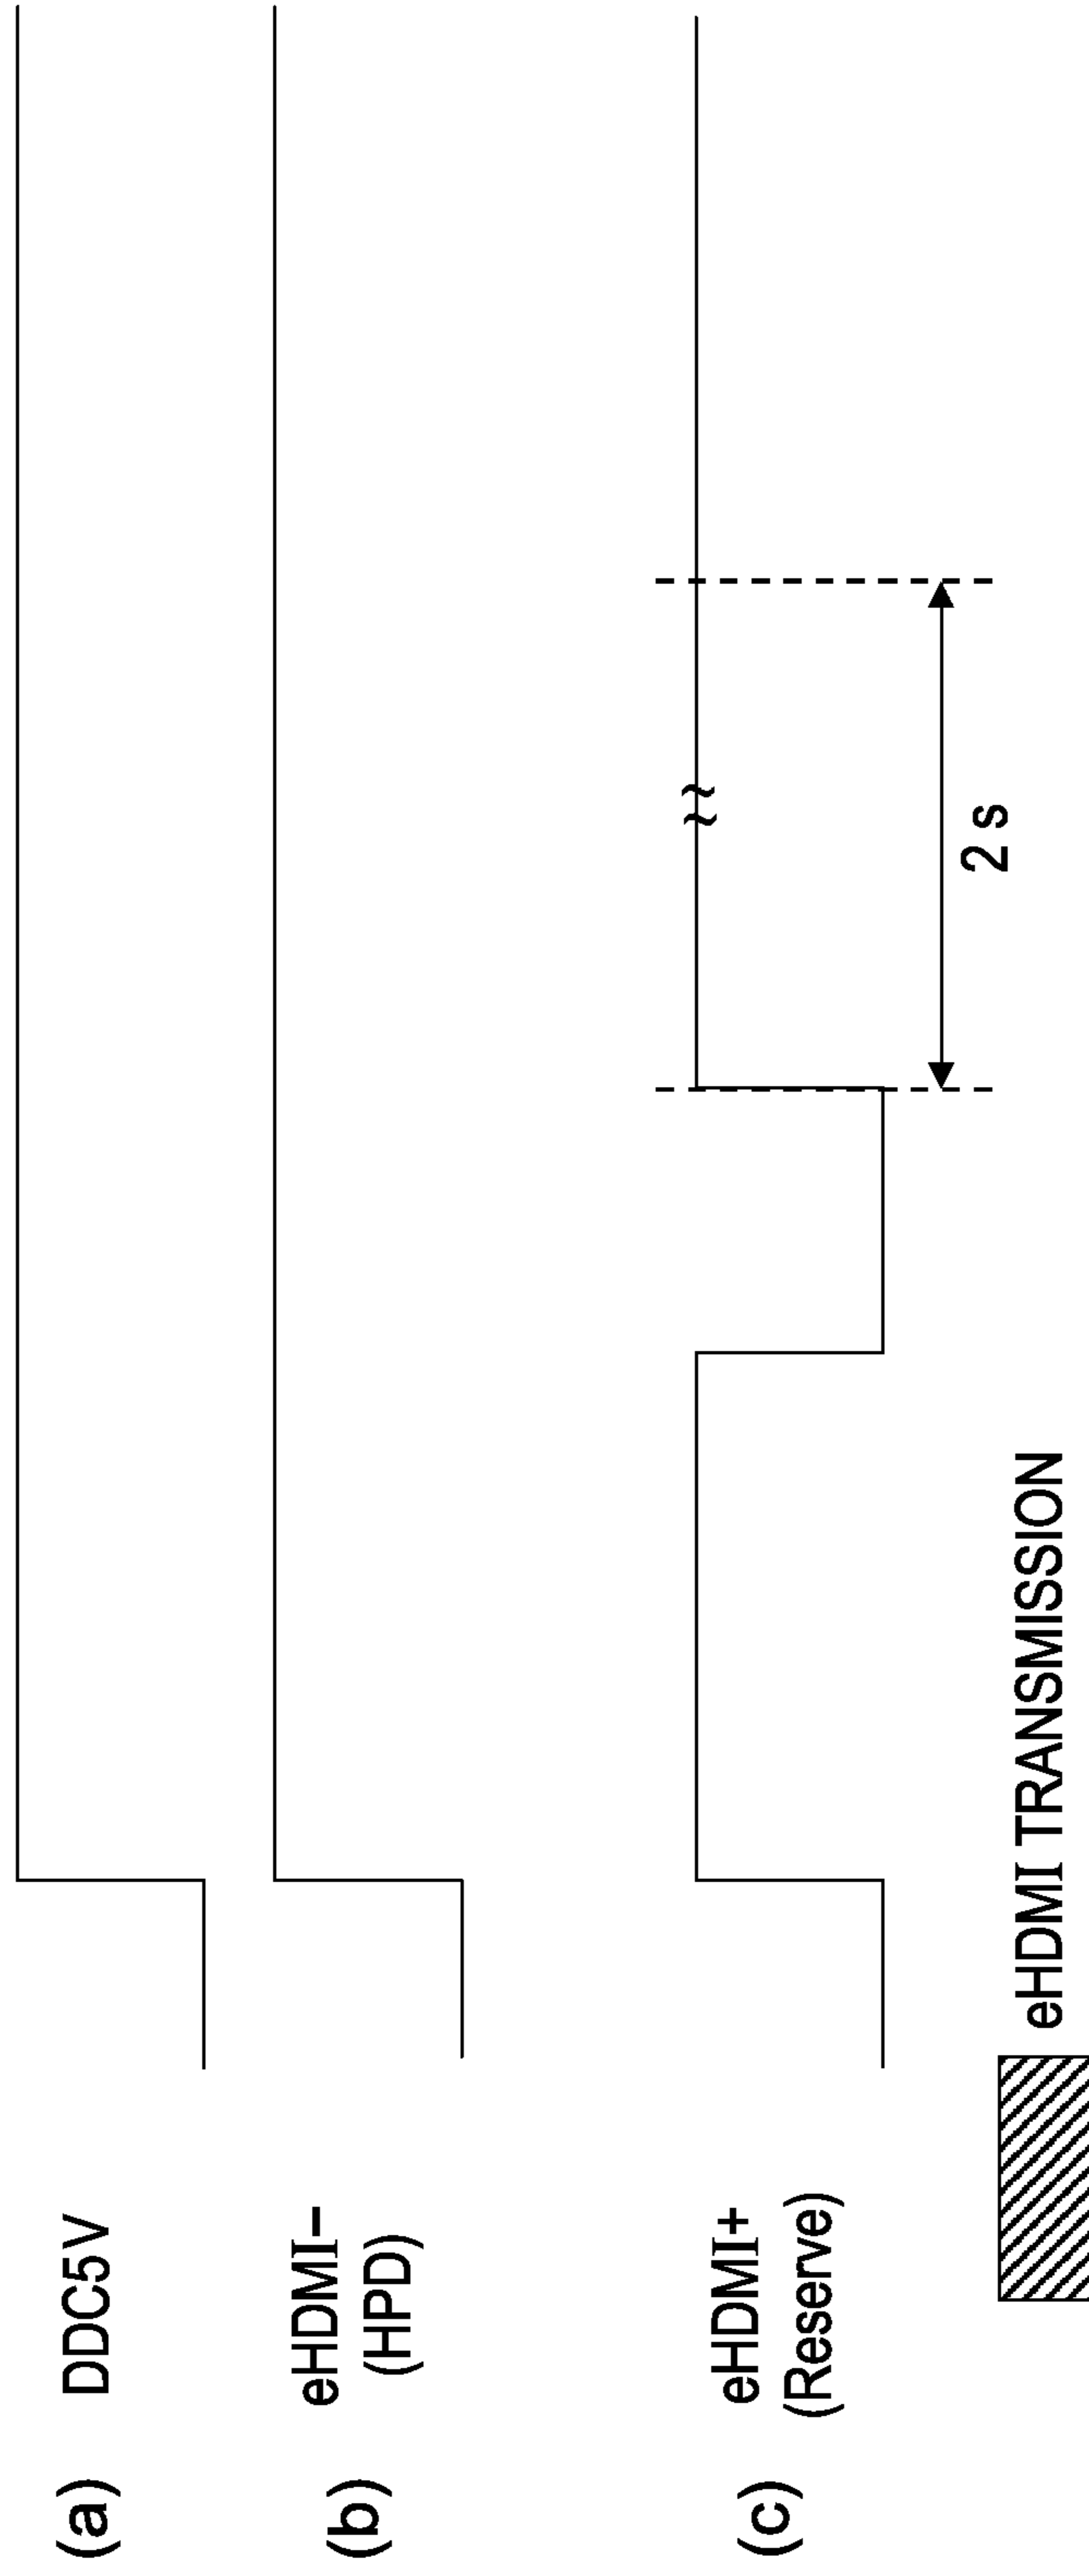 (a) DDC5V
(b) eHDMI−
(HPD)
(c) eHDMI+
(Reserve)
2 s
eHDMI TRANSMISSION